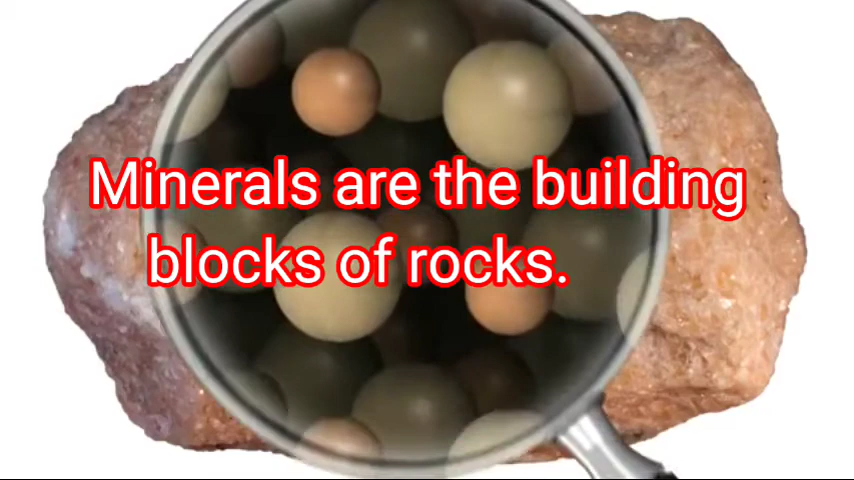 Minerals are the building
blocks of rocks.